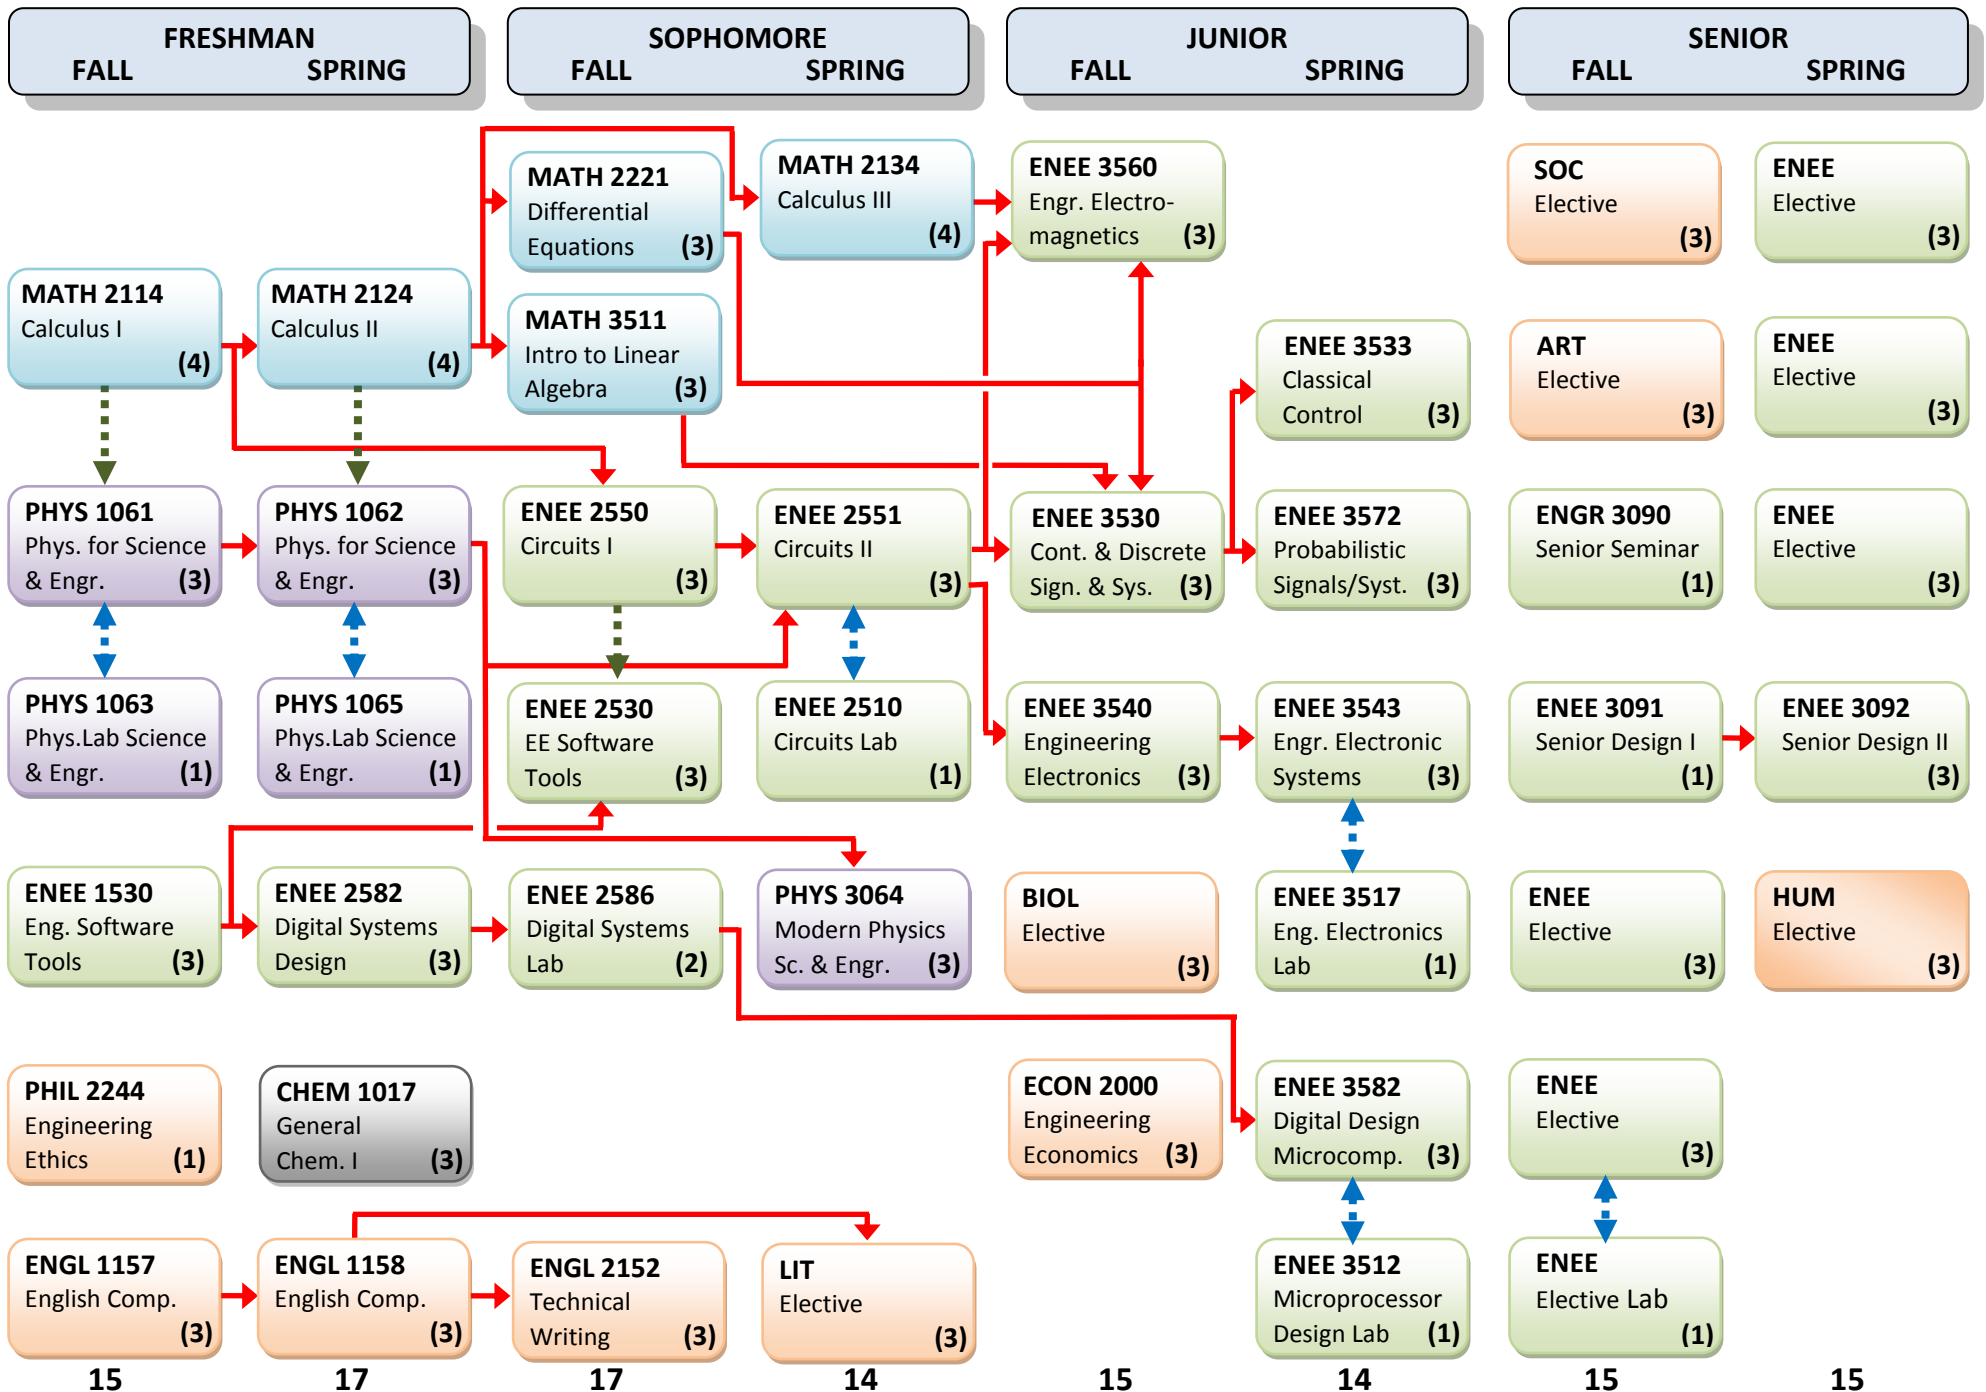 FRESHMAN
FALL SPRING
SOPHOMORE
FALL SPRING
JUNIOR
FALL SPRING
SENIOR
FALL SPRING
MATH 2114
Calculus I
(4)
PHYS 1061
Phys. for Science
& Engr. (3)
PHYS 1063
Phys.Lab Science
& Engr. (1)
ENEE 1530
Eng. Software
Tools (3)
PHIL 2244
Engineering
Ethics (1)
ENGL 1157
English Comp.
(3)
15
MATH 2124
Calculus II
(4)
PHYS 1062
Phys. for Science
& Engr. (3)
PHYS 1065
Phys.Lab Science
& Engr. (1)
ENEE 2582
Digital Systems
Design (3)
CHEM 1017
General
Chem. I (3)
ENGL 1158
English Comp.
(3)
17
MATH 2221
Differential
Equations (3)
MATH 3511
Intro to Linear
Algebra (3)
ENEE 2550
Circuits I
(3)
ENEE 2530
EE Software
Tools (3)
ENEE 2586
Digital Systems
Lab (2)
ENGL 2152
Technical
Writing (3)
17
MATH 2134
Calculus III
(4)
ENEE 2551
Circuits II
(3)
ENEE 2510
Circuits Lab
(1)
PHYS 3064
Modern Physics
Sc. & Engr. (3)
LIT
Elective
(3)
14
ENEE 3560
Engr. Electro-
magnetics (3)
ENEE 3530
Cont. & Discrete
Sign. & Sys. (3)
ENEE 3540
Engineering
Electronics (3)
BIOL
Elective
(3)
ECON 2000
Engineering
Economics (3)
15
ENEE 3533
Classical
Control (3)
ENEE 3572
Probabilistic
Signals/Syst. (3)
ENEE 3543
Engr. Electronic
Systems (3)
ENEE 3517
Eng. Electronics
Lab (1)
ENEE 3582
Digital Design
Microcomp. (3)
ENEE 3512
Microprocessor
Design Lab (1)
14
SOC
Elective
(3)
ART
Elective
(3)
ENGR 3090
Senior Seminar
(1)
ENEE 3091
Senior Design I
(1)
ENEE
Elective
(3)
ENEE
Elective
(3)
ENEE
Elective Lab
(1)
15
ENEE
Elective
(3)
ENEE
Elective
(3)
ENEE
Elective
(3)
ENEE 3092
Senior Design II
(3)
HUM
Elective
(3)
15